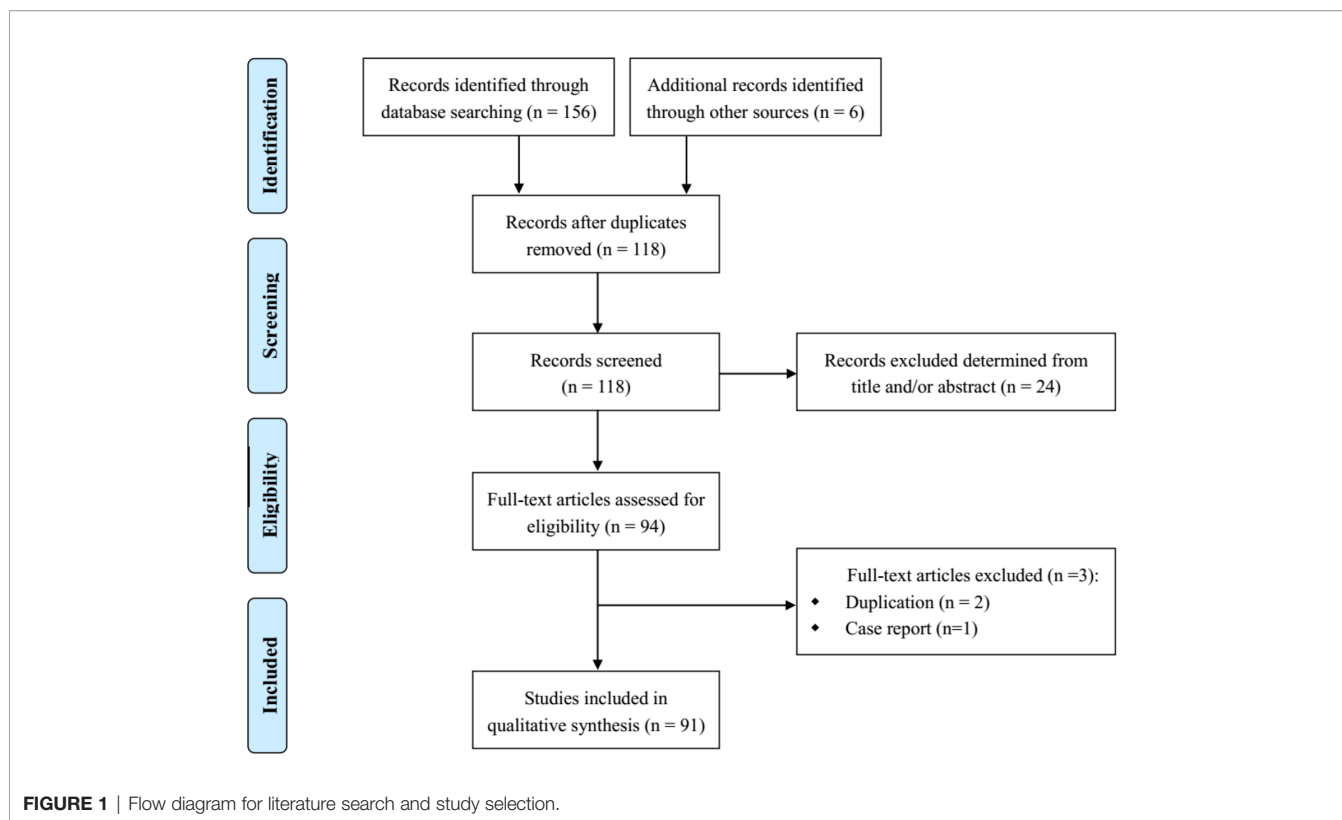 Identification
Records identified through
database searching (n = 156)
Additional records identified
through other sources (n = 6)
Records after duplicates
removed (n = 118)
Screening
Records screened
(n = 118)
Records excluded determined from
title and/or abstract (n = 24)
Eligibility
Full-text articles assessed for
eligibility (n = 94)
Full-text articles excluded (n =3):
◆ Duplication (n = 2)
◆ Case report (n=1)
Included
Studies included in
qualitative synthesis (n = 91)
FIGURE 1 | Flow diagram for literature search and study selection.